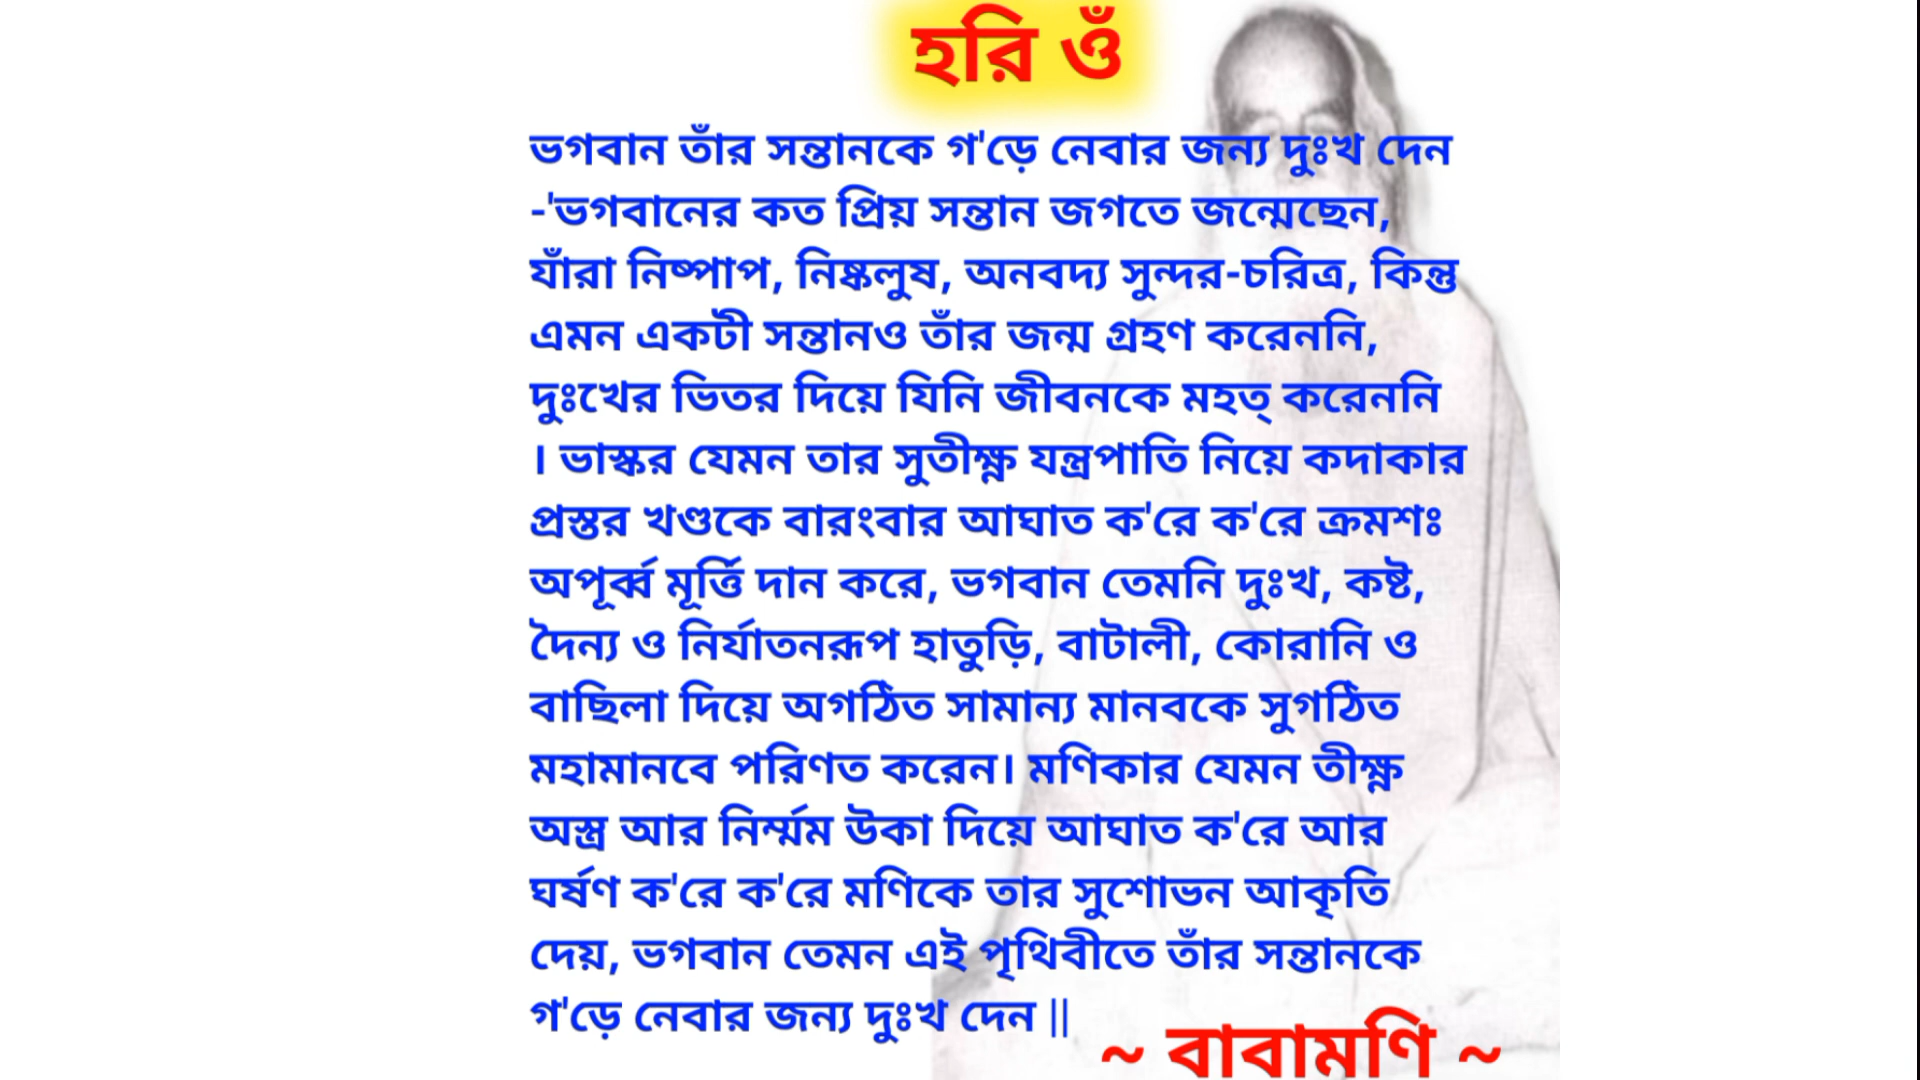 হরি ওঁ
ভগবান তাঁর সন্তানকে গ'ড়ে নেবার জন্য দুঃখ দেন
-'ভগবানের কত প্রিয় সন্তান জগতে জন্মেছেন,
যাঁরা নিষ্পাপ, নিষ্কলুষ, অনবদ্য সুন্দর-চরিত্র, কিন্তু
এমন একটী সন্তানও তাঁর জন্ম গ্রহণ করেননি,
দুঃখের ভিতর দিয়ে যিনি জীবনকে মহত্ করেননি
। ভাস্কর যেমন তার সুতীক্ষ্ণ যন্ত্রপাতি নিয়ে কদাকার
প্রস্তর খণ্ডকে বারংবার আঘাত ক'রে ক'রে ক্রমশঃ
অপূর্ব্ব মূর্ত্তি দান করে, ভগবান তেমনি দুঃখ, কষ্ট,
দৈন্য ও নির্যাতনরূপ হাতুড়ি, বাটালী, কোরানি ও
বাছিলা দিয়ে অগঠিত সামান্য মানবকে সুগঠিত
মহামানবে পরিণত করেন। মণিকার যেমন তীক্ষ্ণ
অস্ত্র আর নির্ম্মম উকা দিয়ে আঘাত ক'রে আর
ঘর্ষণ ক'রে ক'রে মণিকে তার সুশোভন আকৃতি
দেয়, ভগবান তেমন এই পৃথিবীতে তাঁর সন্তানকে
গ'ড়ে নেবার জন্য দুঃখ দেন ||
~ বাবামণি ~